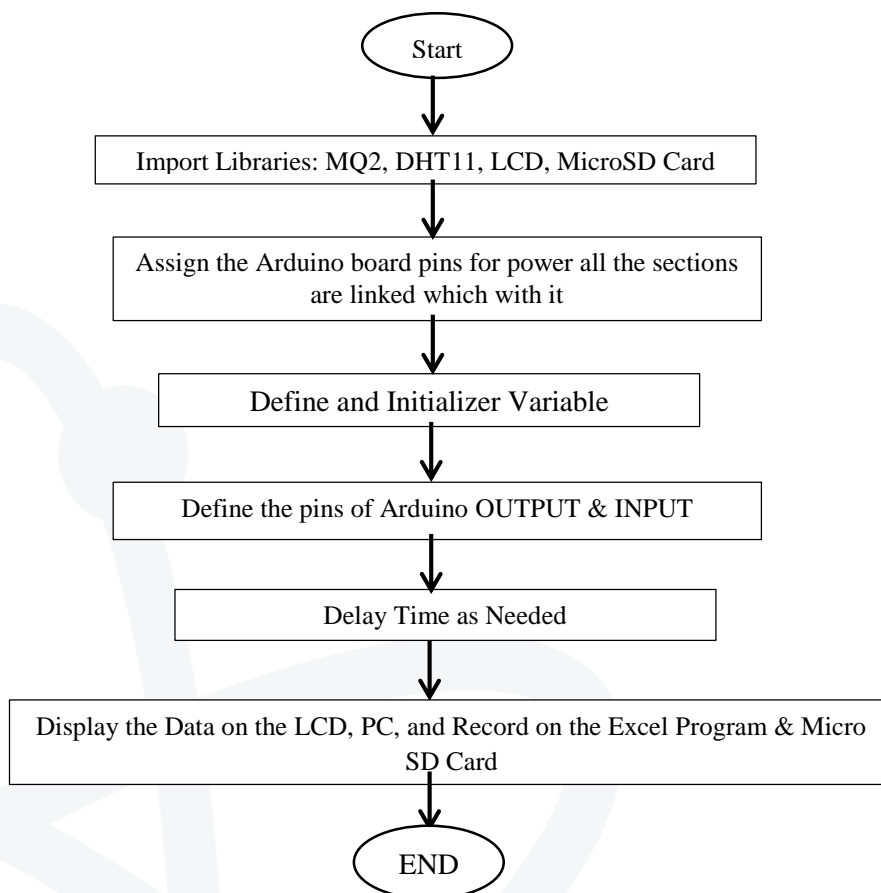 Start
Import Libraries: MQ2, DHT11, LCD, MicroSD Card
Assign the Arduino board pins for power all the sections
are linked which with it
Define and Initializer Variable
Define the pins of Arduino OUTPUT & INPUT
Delay Time as Needed
Display the Data on the LCD, PC, and Record on the Excel Program & Micro
SD Card
END